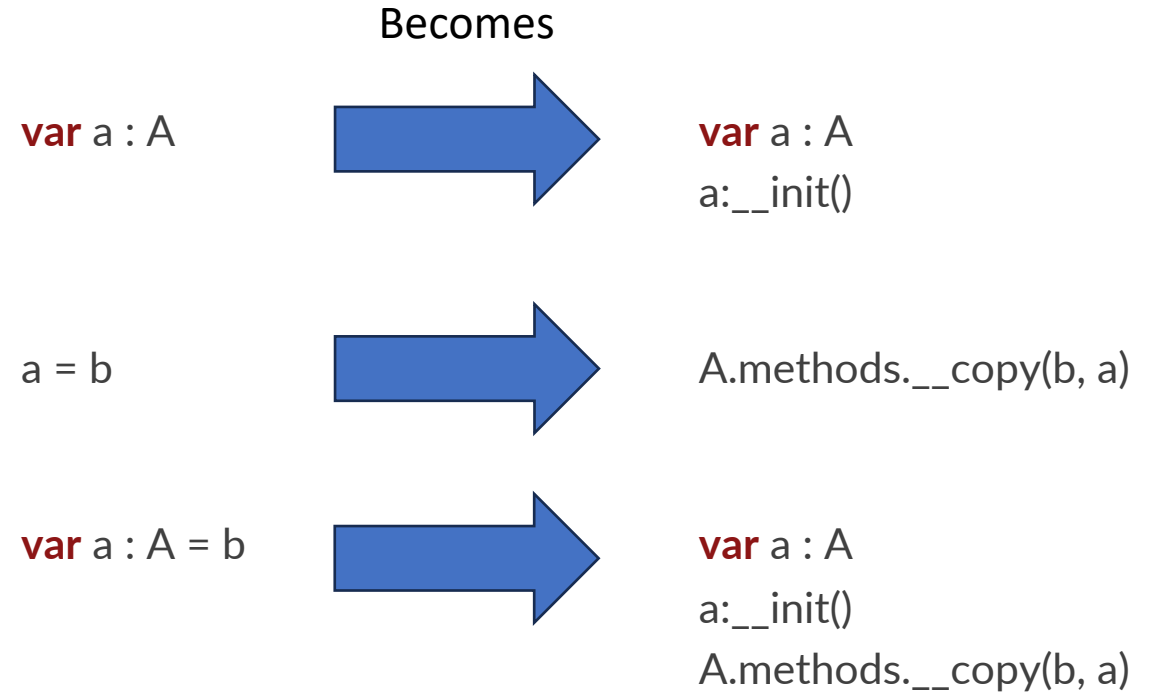 Becomes
var a : A
var a : A
a:__init()
a = b
A.methods.__copy(b, a)
var a : A = b
var a : A
a:__init()
A.methods.__copy(b, a)